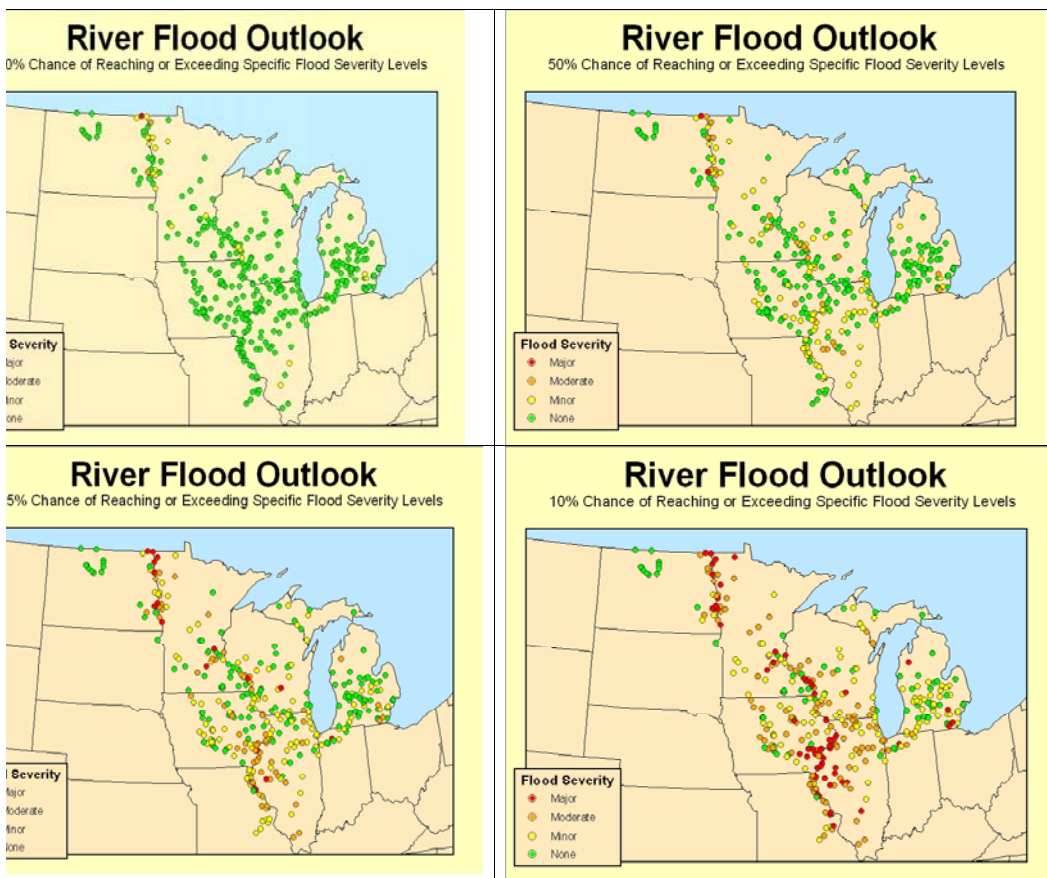 River Flood Outlook
0% Chance of Reaching or Exceeding Specific Flood Severity Levels
Severity
Major
Moderate
Minor
one
River Flood Outlook
50% Chance of Reaching or Exceeding Specific Flood Severity Levels
Flood Severity
Major
Moderate
Minor
None
River Flood Outlook
5% Chance of Reaching or Exceeding Specific Flood Severity Levels
Severity
Major
Moderate
Minor
one
River Flood Outlook
10% Chance of Reaching or Exceeding Specific Flood Severity Levels
Flood Severity
Major
Moderate
Minor
None